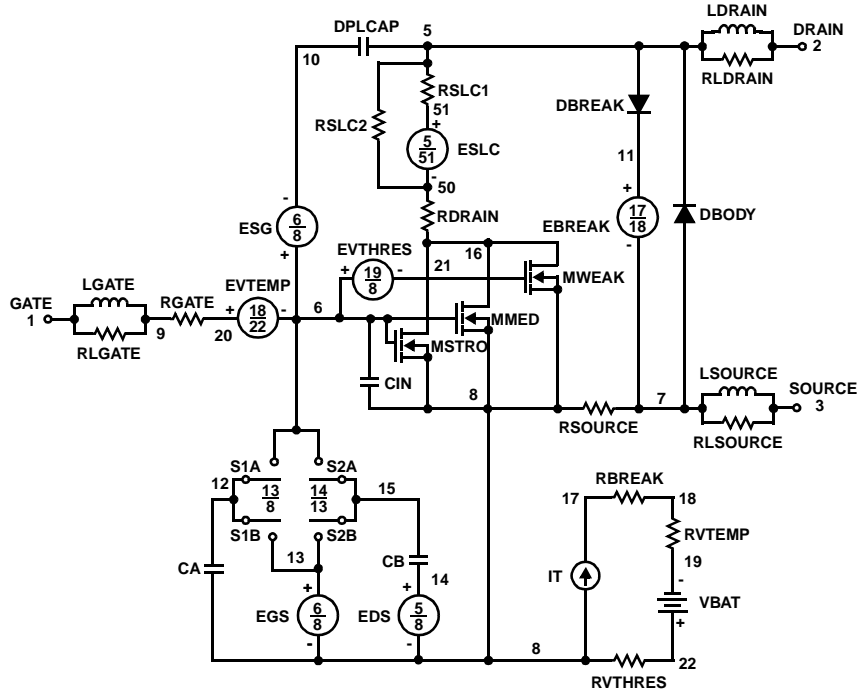 LDRAIN
DPLCAP 5 DRAIN
10 2
RSLC1 RLDRAIN
51 DBREAK
RSLC2 +
5
51 ESLC 11
- 50
- +
RDRAIN 17
18
6
8 ESG EBREAK DBODY
+ EVTHRES 16 -
+ 19
8 - 21 MWEAK
LGATE EVTEMP
GATE RGATE + 18
22 - 6 MMED
1 9 20 MSTRO
RLGATE LSOURCE
CIN 8 7 SOURCE
3
RSOURCE RLSOURCE
S1A S2A RBREAK
12 13
8 14
13 15 17 18
S1B S2B RVTEMP
13 CB 19
CA 14 IT -
+ + VBAT
EGS 6
8 EDS 5
8 +
- - 8 22
RVTHRES